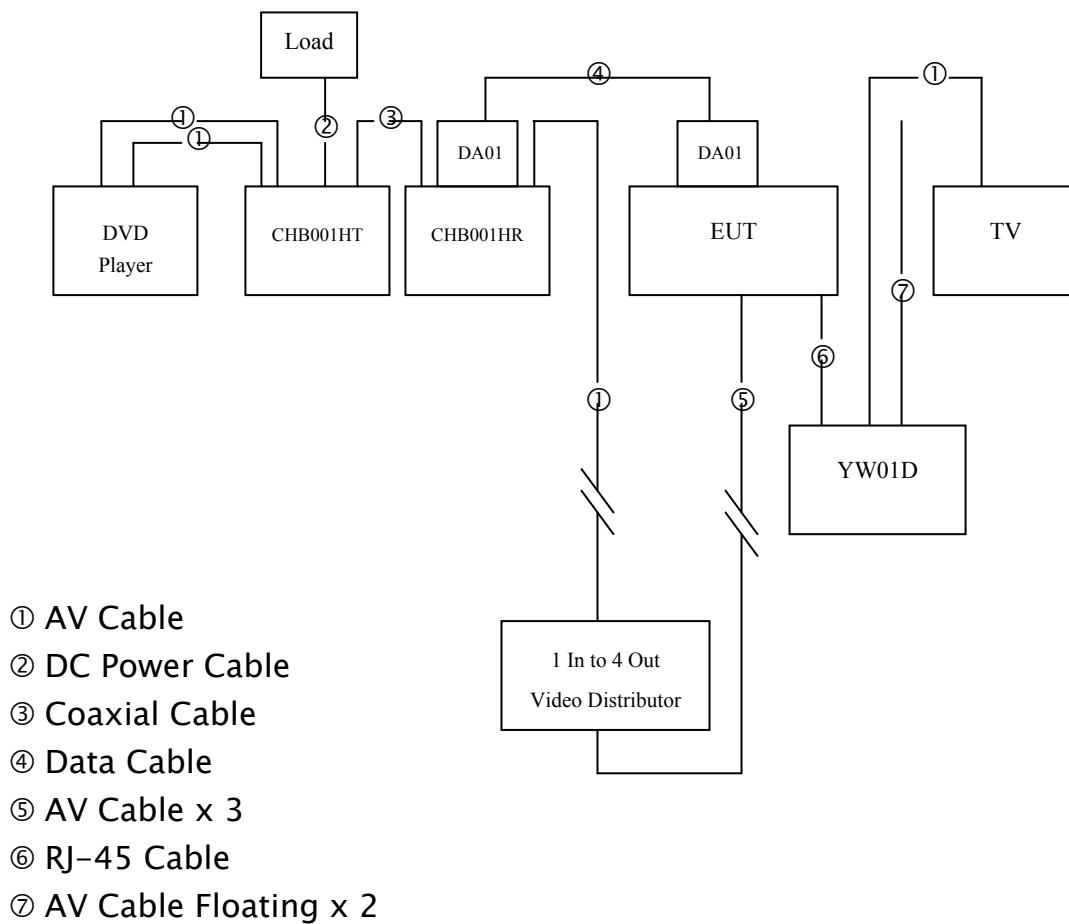 Load
④
①
①
②
③
①
DA01
DA01
DVD
Player
CHB001HT
CHB001HR
EUT
TV
⑦
⑥
①
⑤
YW01D
1 In to 4 Out
Video Distributor
① AV Cable
② DC Power Cable
③ Coaxial Cable
④ Data Cable
⑤ AV Cable x 3
⑥ RJ-45 Cable
⑦ AV Cable Floating x 2